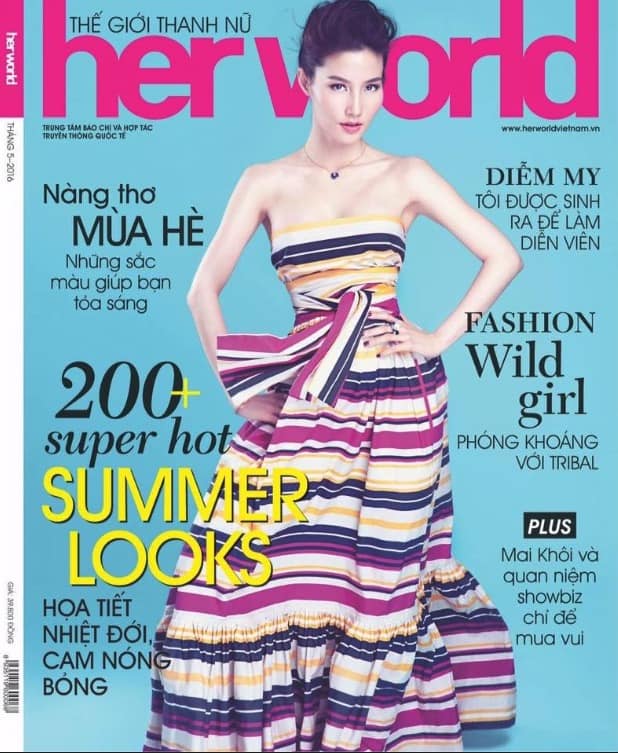 THẾ GIỚI THANH NỮ
her world
her world
THÁNG 5-2016
TRUNG TÂM BÁO CHÍ VÀ HỢP TÁC
TRUYỀN THÔNG QUỐC TẾ
www.herworldvietnam.vn
Nàng thơ
MÙA HÈ
Những sắc
màu giúp bạn
tỏa sáng
DIỄM MY
TÔI ĐƯỢC SINH
RA ĐỂ LÀM
DIỄN VIÊN
FASHION
Wild
girl
PHÓNG KHOÁNG
VỚI TRIBAL
200+
super hot
SUMMER
LOOKS
HỌA TIẾT
NHIỆT ĐỚI,
CAM NÓNG
BỎNG
PLUS
Mai Khôi và
quan niệm
showbiz
chỉ để
mua vui
GIÁ: 39.800 ĐỒNG